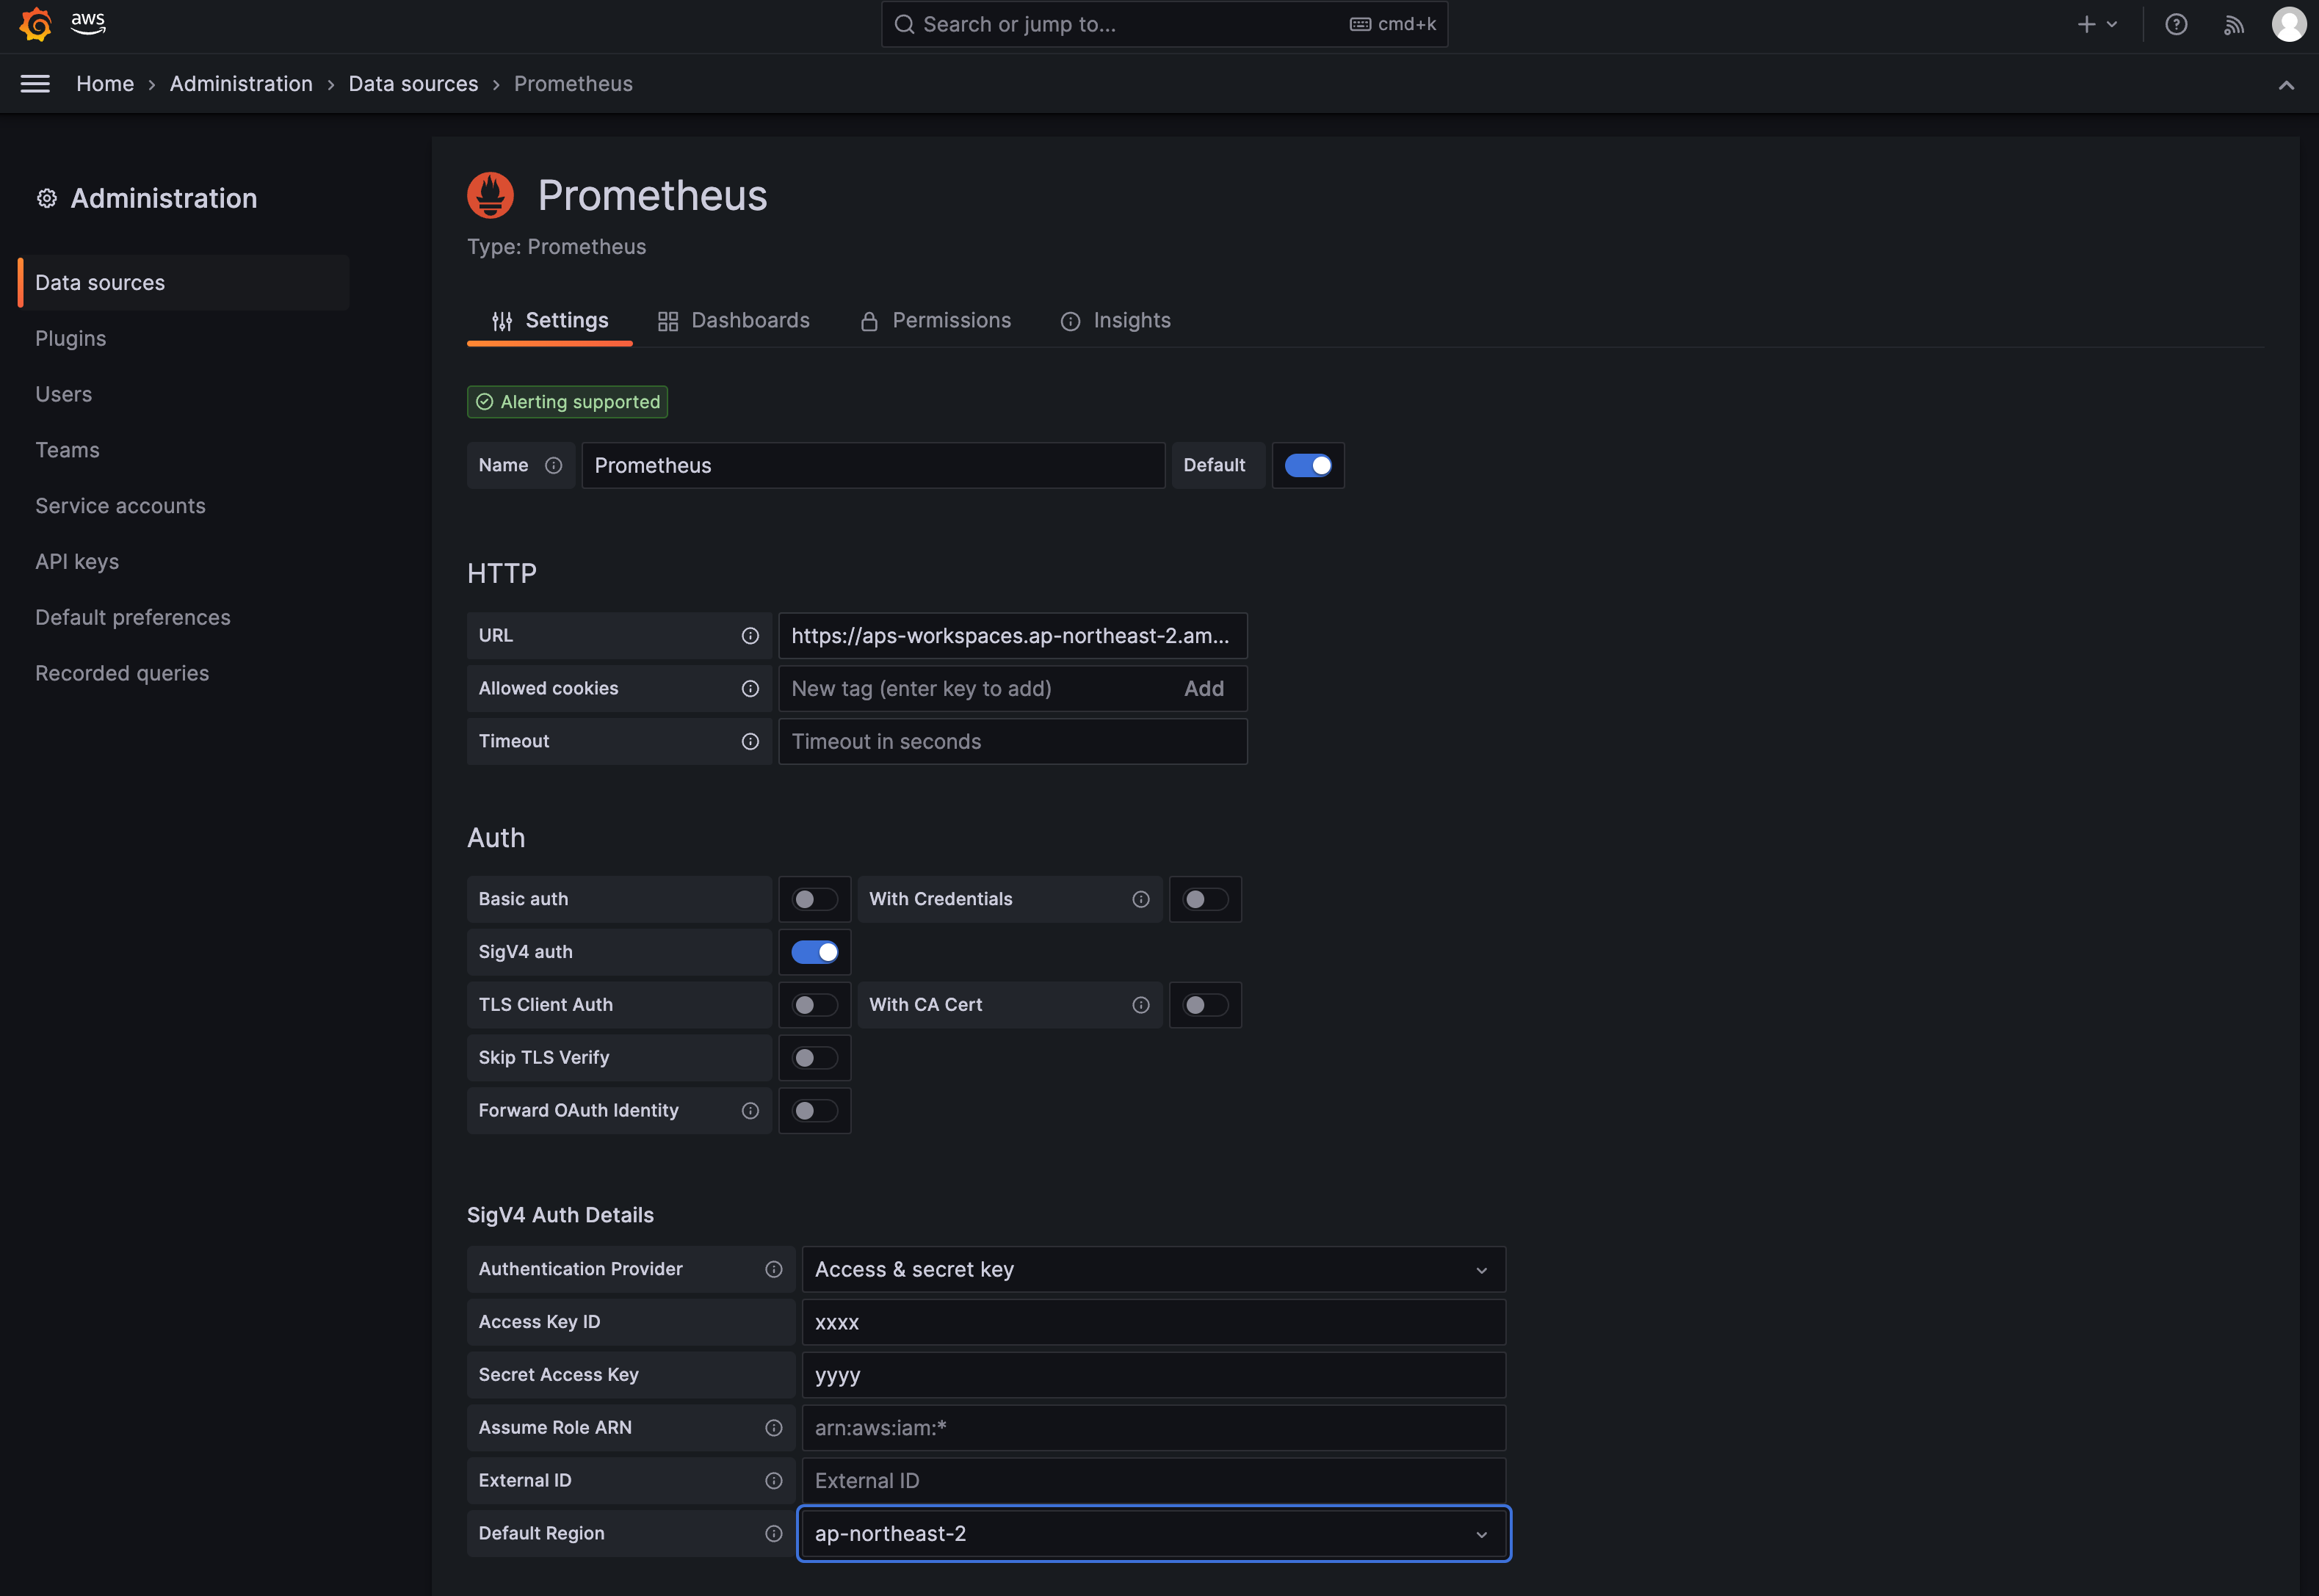 aws
Search or jump to...
cmd+k
Home › Administration › Data sources › Prometheus
Administration
Data sources
Plugins
Users
Teams
Service accounts
API keys
Default preferences
Recorded queries
Prometheus
Type: Prometheus
Settings Dashboards Permissions Insights
Alerting supported
Name Prometheus Default
HTTP
URL https://aps-workspaces.ap-northeast-2.am...
Allowed cookies New tag (enter key to add) Add
Timeout Timeout in seconds
Auth
Basic auth With Credentials
SigV4 auth
TLS Client Auth With CA Cert
Skip TLS Verify
Forward OAuth Identity
SigV4 Auth Details
Authentication Provider Access & secret key
Access Key ID xxxx
Secret Access Key yyyy
Assume Role ARN arn:aws:iam:*
External ID External ID
Default Region ap-northeast-2